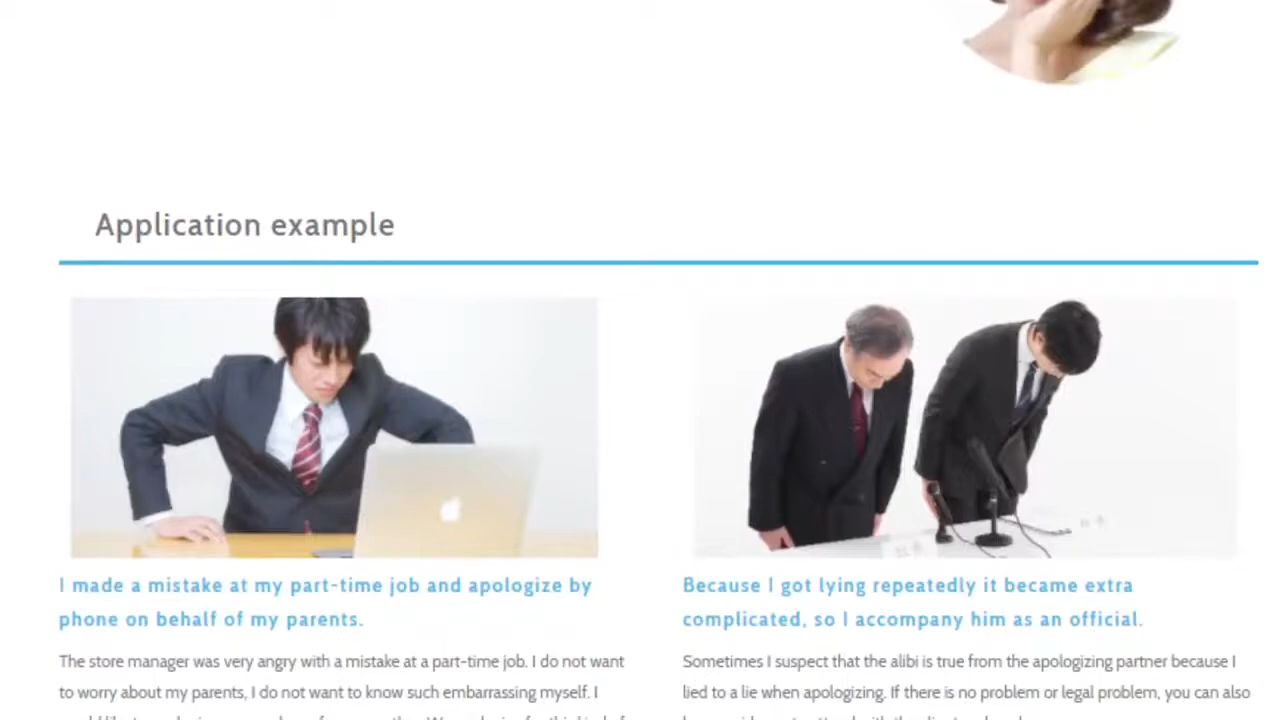 Application example
I made a mistake at my part-time job and apologize by
phone on behalf of my parents.
The store manager was very angry with a mistake at a part-time job. I do not want
to worry about my parents, I do not want to know such embarrassing myself. I
Because I got lying repeatedly it became extra
complicated, so I accompany him as an official.
Sometimes I suspect that the alibi is true from the apologizing partner because I
lied to a lie when apologizing. If there is no problem or legal problem, you can also